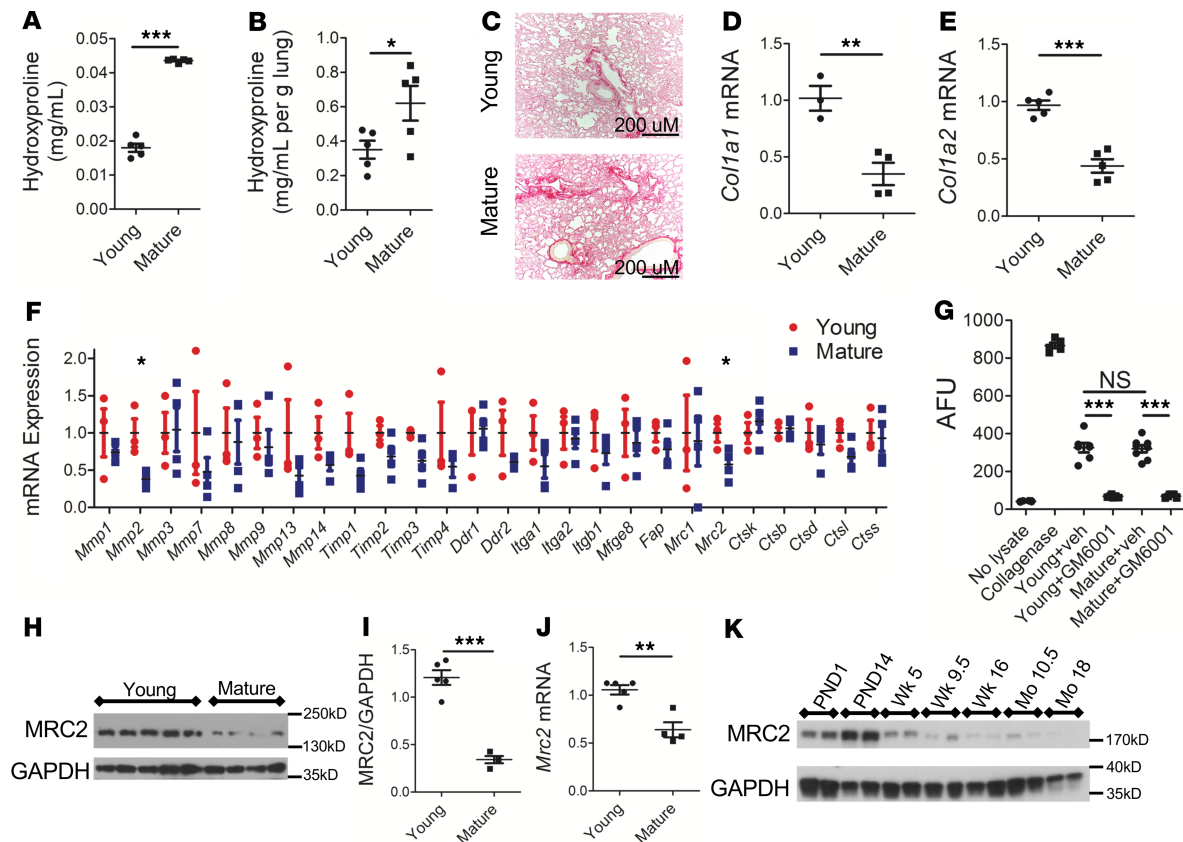 A
Hydroxyproline
(mg/mL)
0.05
0.04
0.03
0.02
0.01
0.00
***
Young
Mature
B
Hydroxyproline
(mg/mL per g lung)
1.0
0.8
0.6
0.4
0.2
0.0
*
Young
Mature
C
Young
200 uM
Mature
200 uM
D
Col1a1 mRNA
1.5
1.0
0.5
0.0
**
Young
Mature
E
Col1a2 mRNA
1.5
1.0
0.5
0.0
***
Young
Mature
F
mRNA Expression
2.0
1.5
1.0
0.5
0.0
*
*
Young
Mature
Mmp1
Mmp2
Mmp3
Mmp7
Mmp8
Mmp9
Mmp13
Mmp14
Timp1
Timp2
Timp3
Timp4
Ddr1
Ddr2
Itga1
Itga2
Itgb1
Mfge8
Fap
Mrc1
Mrc2
Ctsk
Ctsb
Ctsd
Ctsl
Ctss
G
AFU
1000
800
600
400
200
0
NS
***
***
No lysate
Collagenase
Young+veh
Young+GM6001
Mature+veh
Mature+GM6001
H
Young
Mature
MRC2
250kD
130kD
GAPDH
35kD
I
MRC2/GAPDH
1.5
1.0
0.5
0.0
***
Young
Mature
J
Mrc2 mRNA
1.5
1.0
0.5
0.0
**
Young
Mature
K
PND1
PND14
Wk 5
Wk 9.5
Wk 16
Mo 10.5
Mo 18
MRC2
170kD
40kD
GAPDH
35kD